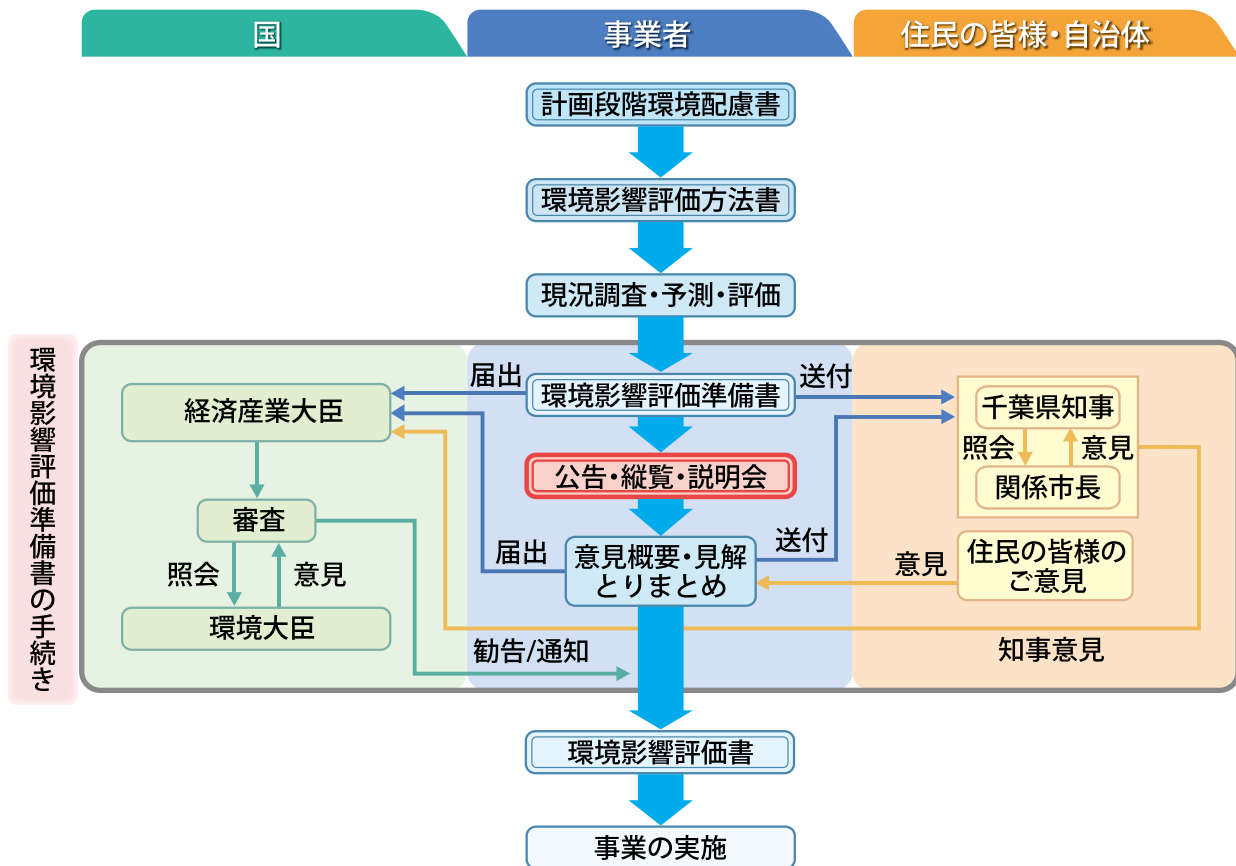 国
事業者
住民の皆様・自治体
計画段階環境配慮書
環境影響評価方法書
現況調査・予測・評価
環境影響評価準備書の手続き
届出
環境影響評価準備書
送付
経済産業大臣
千葉県知事
照会
意見
関係市長
公告・縦覧・説明会
審査
届出
意見概要・見解
とりまとめ
送付
意見
住民の皆様の
ご意見
照会
意見
環境大臣
勧告/通知
知事意見
環境影響評価書
事業の実施